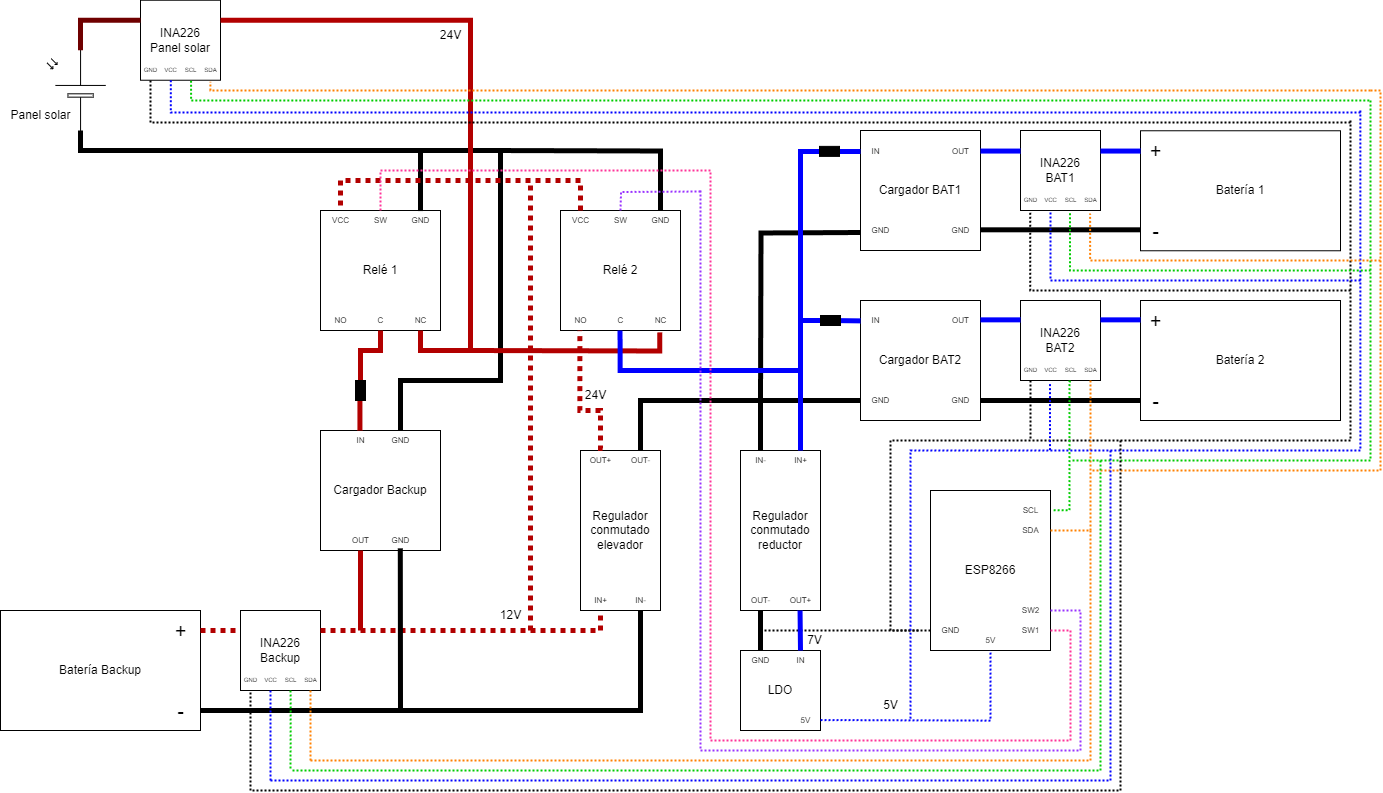 INA226
Panel solar
GND VCC SCL SDA
24V
Panel solar
IN OUT
Cargador BAT1
GND GND
INA226
BAT1
GND VCC SCL SDA
+
Batería 1
-
VCC SW GND
Relé 1
NO C NC
VCC SW GND
Relé 2
NO C NC
IN OUT
Cargador BAT2
GND GND
INA226
BAT2
GND VCC SCL SDA
+
Batería 2
-
24V
IN GND
Cargador Backup
OUT GND
OUT+ OUT-
Regulador
conmutado
elevador
IN+ IN-
IN- IN+
Regulador
conmutado
reductor
OUT- OUT+
SCL
SDA
ESP8266
SW2
GND SW1
5V
12V
7V
+
Batería Backup
-
INA226
Backup
GND VCC SCL SDA
GND IN
LDO
5V
5V